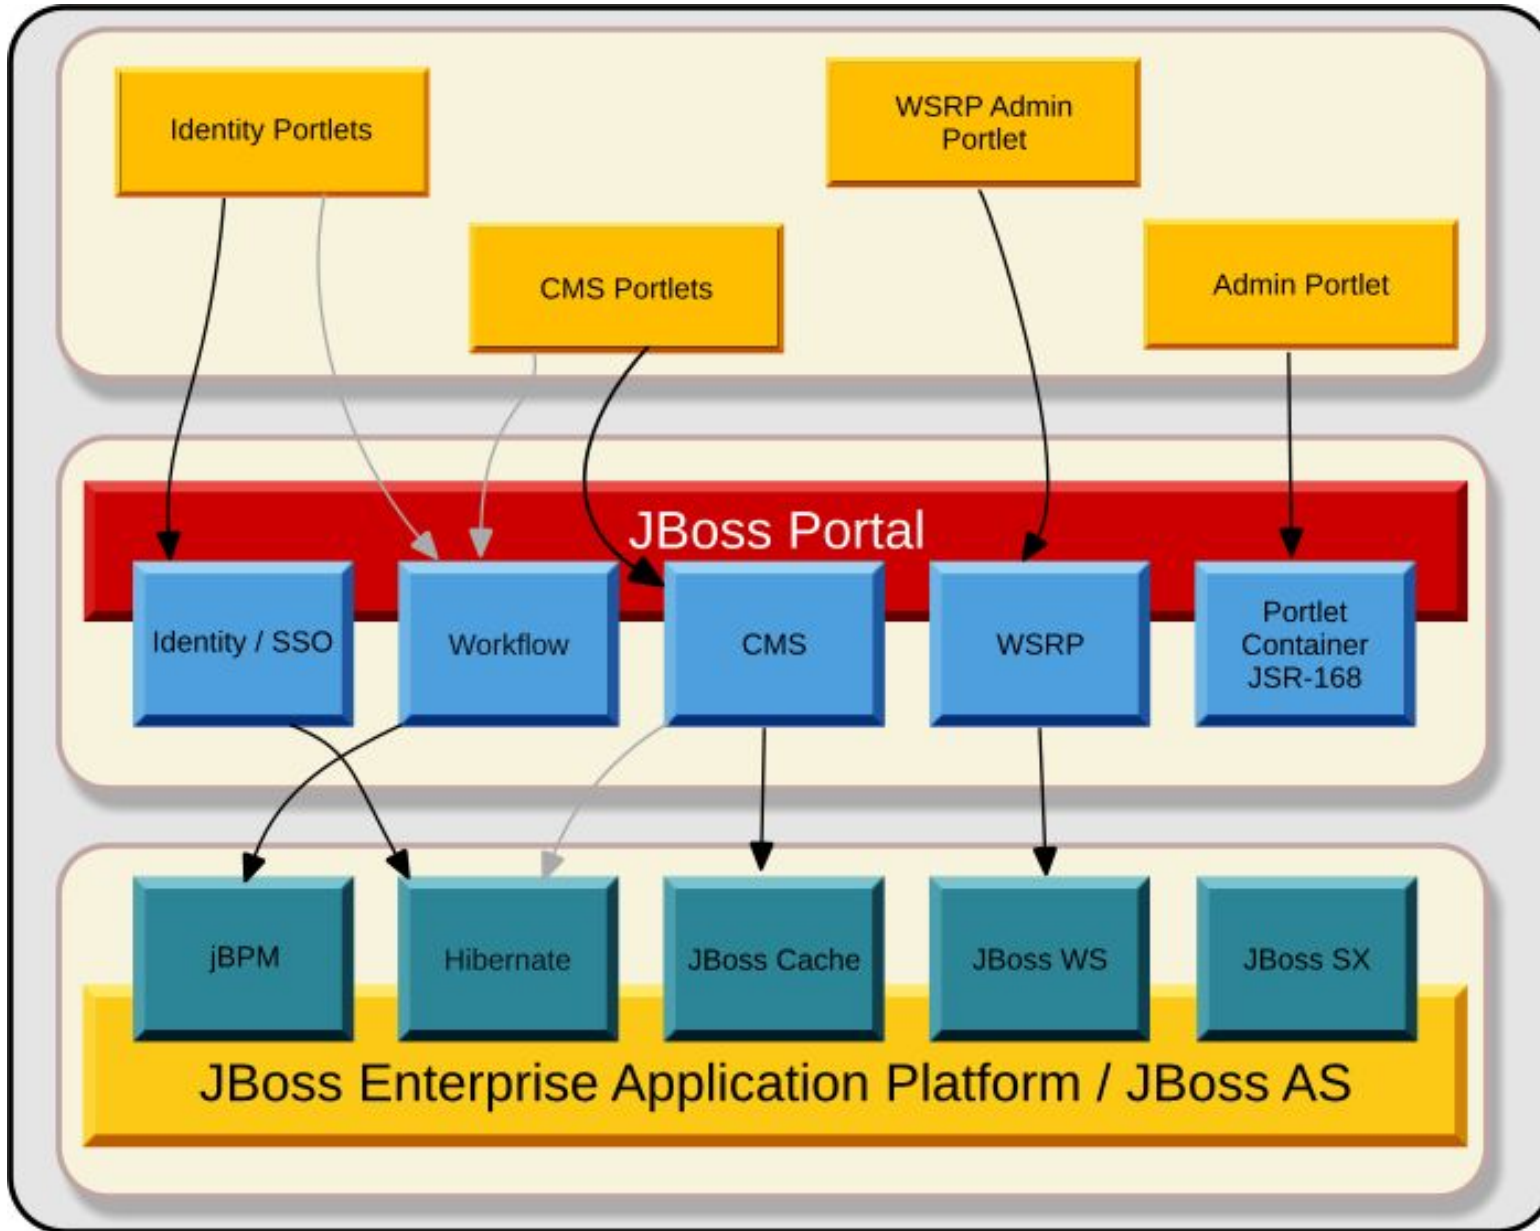 Identity Portlets
WSRP Admin
Portlet
CMS Portlets
Admin Portlet
JBoss Portal
Identity / SSO
Workflow
CMS
WSRP
Portlet
Container
JSR-168
jBPM
Hibernate
JBoss Cache
JBoss WS
JBoss SX
JBoss Enterprise Application Platform / JBoss AS